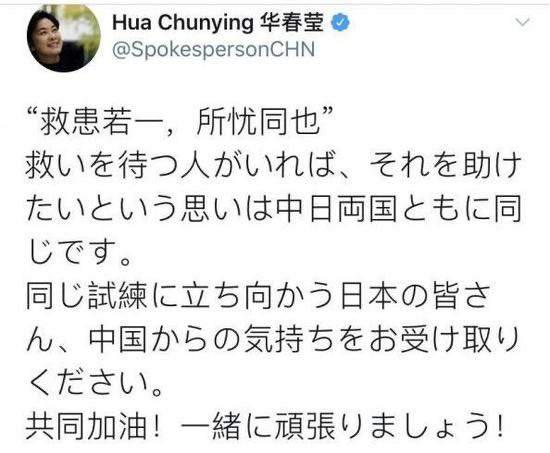 Hua Chunying 华春莹
@SpokespersonCHN
“救患若一，所忧同也”
救いを待つ人がいれば、それを助け
たいという思いは中日両国ともに同
じです。
同じ試練に立ち向かう日本の皆さ
ん、中国からの気持ちをお受け取り
ください。
共同加油！一緒に頑張りましょう！